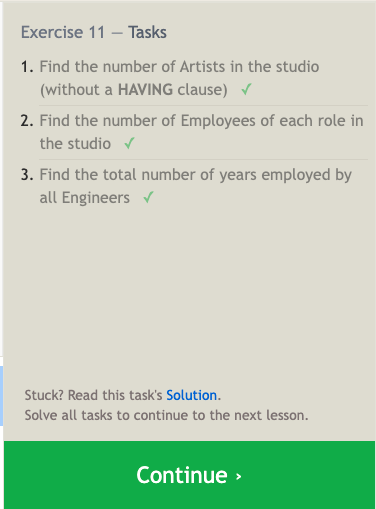 Exercise 11 — Tasks
1. Find the number of Artists in the studio
(without a HAVING clause) ✓
2. Find the number of Employees of each role in
the studio ✓
3. Find the total number of years employed by
all Engineers ✓
Stuck? Read this task's Solution.
Solve all tasks to continue to the next lesson.
Continue ›